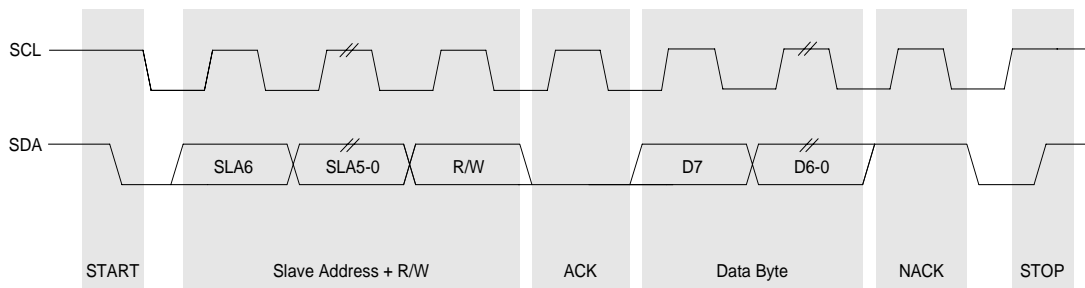 SCL
SDA
SLA6 SLA5-0 R/W D7 D6-0
START Slave Address + R/W ACK Data Byte NACK STOP